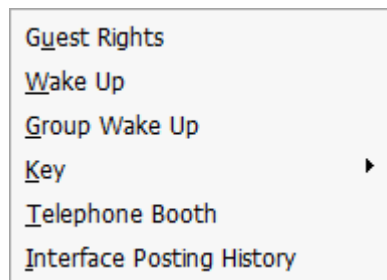 Guest Rights
Wake Up
Group Wake Up
Key
Telephone Booth
Interface Posting History